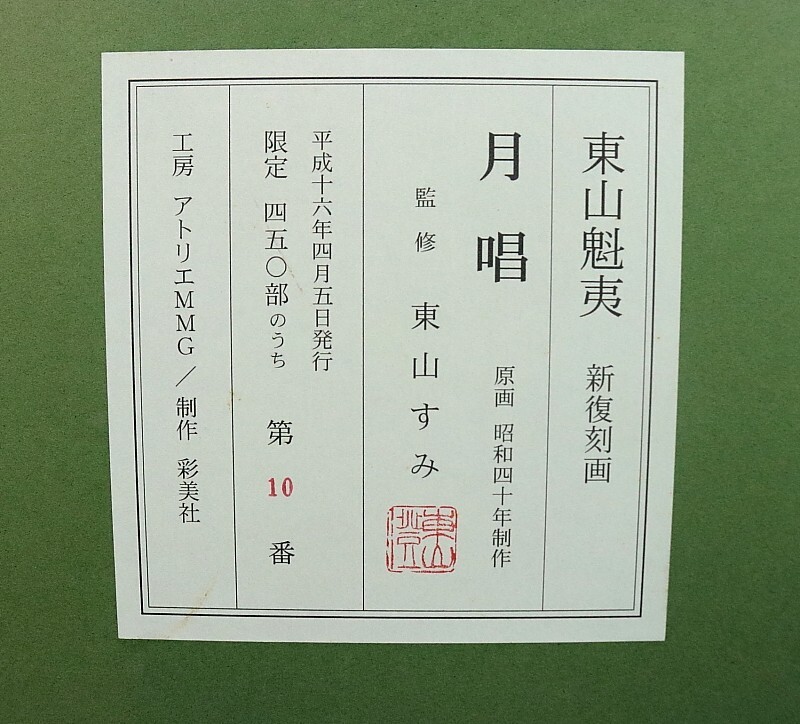 東山魁夷 新復刻画
月唱 原画 昭和四十年制作
監修 東山すみ
平成十六年四月五日発行
限定 四五〇部のうち 第 10 番
工房 アトリエMMG/制作 彩美社